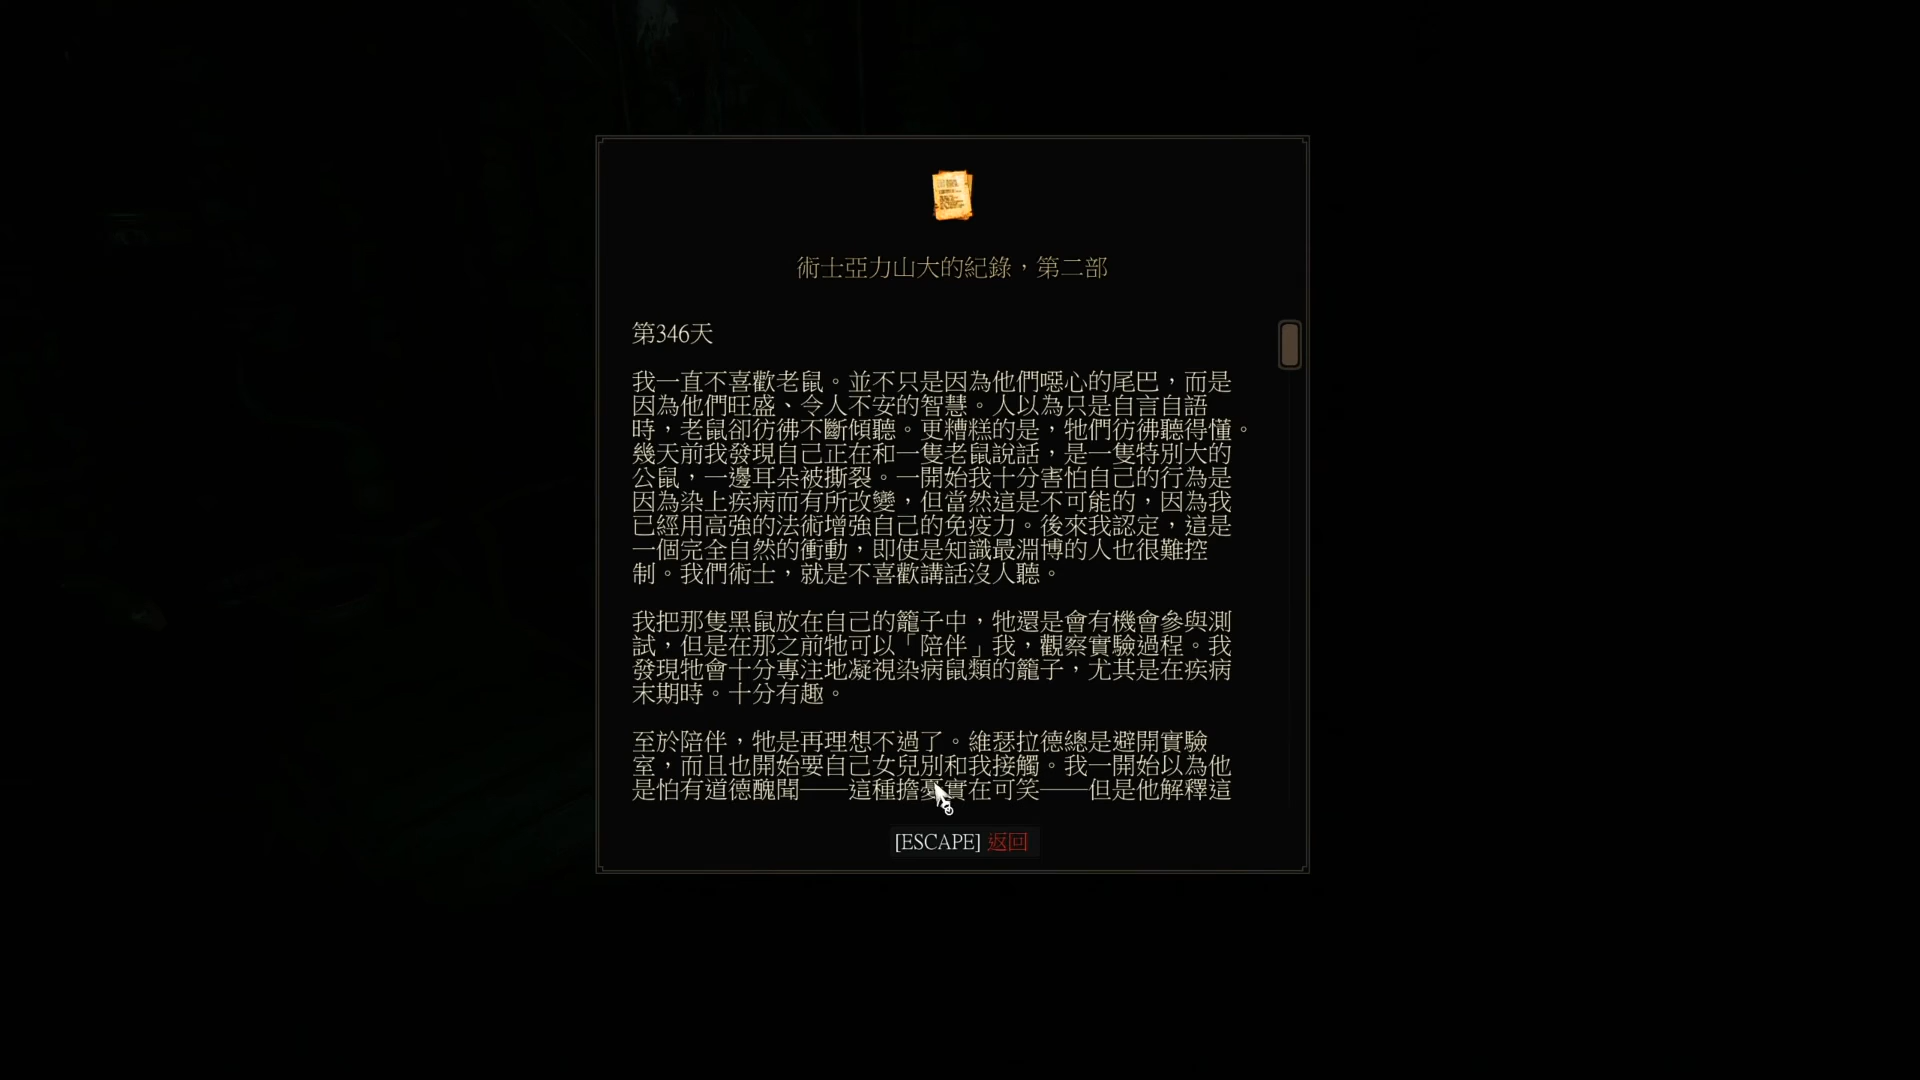 術士亞力山大的紀錄，第二部
第346天
我一直不喜歡老鼠。並不只是因為他們噁心的尾巴，而是
因為他們旺盛、令人不安的智慧。人以為只是自言自語
時，老鼠卻彷彿不斷傾聽。更糟糕的是，牠們彷彿聽得懂。
幾天前我發現自己正在和一隻老鼠說話，是一隻特別大的
公鼠，一邊耳朵被撕裂。一開始我十分害怕自己的行為是
因為染上疾病而有所改變，但當然這是不可能的，因為我
已經用高強的法術增強自己的免疫力。後來我認定，這是
一個完全自然的衝動，即使是知識最淵博的人也很難控
制。我們術士，就是不喜歡講話沒人聽。
我把那隻黑鼠放在自己的籠子中，牠還是會有機會參與測
試，但是在那之前牠可以「陪伴」我，觀察實驗過程。我
發現牠會十分專注地凝視染病鼠類的籠子，尤其是在疾病
末期時。十分有趣。
至於陪伴，牠是再理想不過了。維瑟拉德總是避開實驗
室，而且也開始要自己女兒別和我接觸。我一開始以為他
是怕有道德醜聞——這種擔憂實在可笑——但是他解釋這
[ESCAPE] 返回